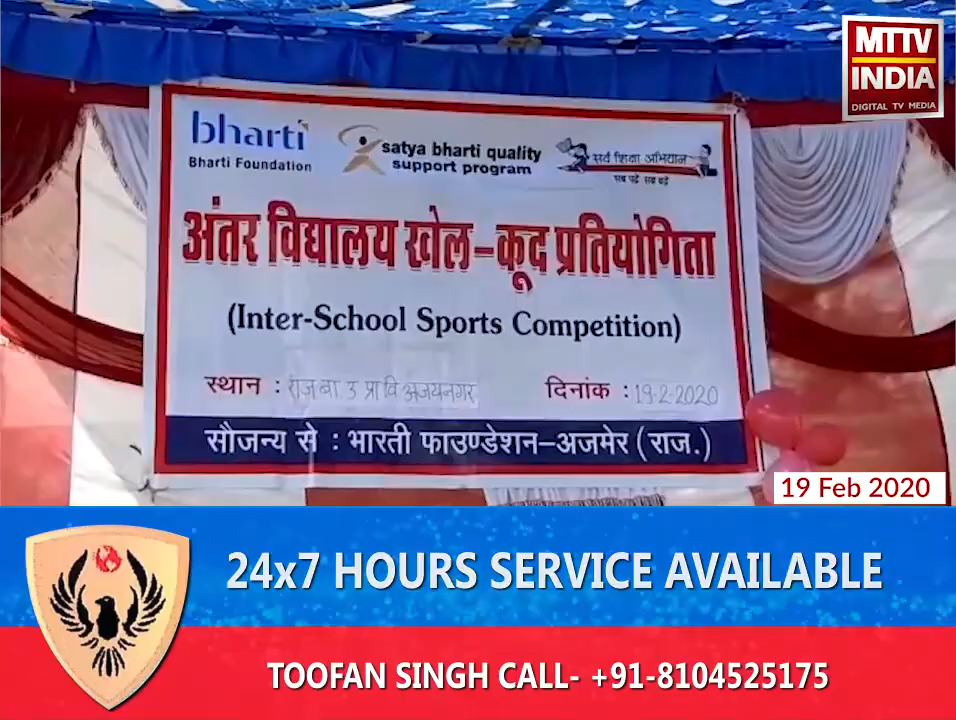 MTTV
INDIA
DIGITAL TV MEDIA
bharti
Bharti Foundation
satya bharti quality
support program
सर्व शिक्षा अभियान
सब पढ़ें सब बढ़ें
अंतर विद्यालय खेल-कूद प्रतियोगिता
(Inter-School Sports Competition)
स्थान : राज बा उ प्रा वि अजयनगर
दिनांक : 19.2.2020
सौजन्य से : भारती फाउण्डेशन-अजमेर (राज.)
19 Feb 2020
24x7 HOURS SERVICE AVAILABLE
TOOFAN SINGH CALL- +91-8104525175